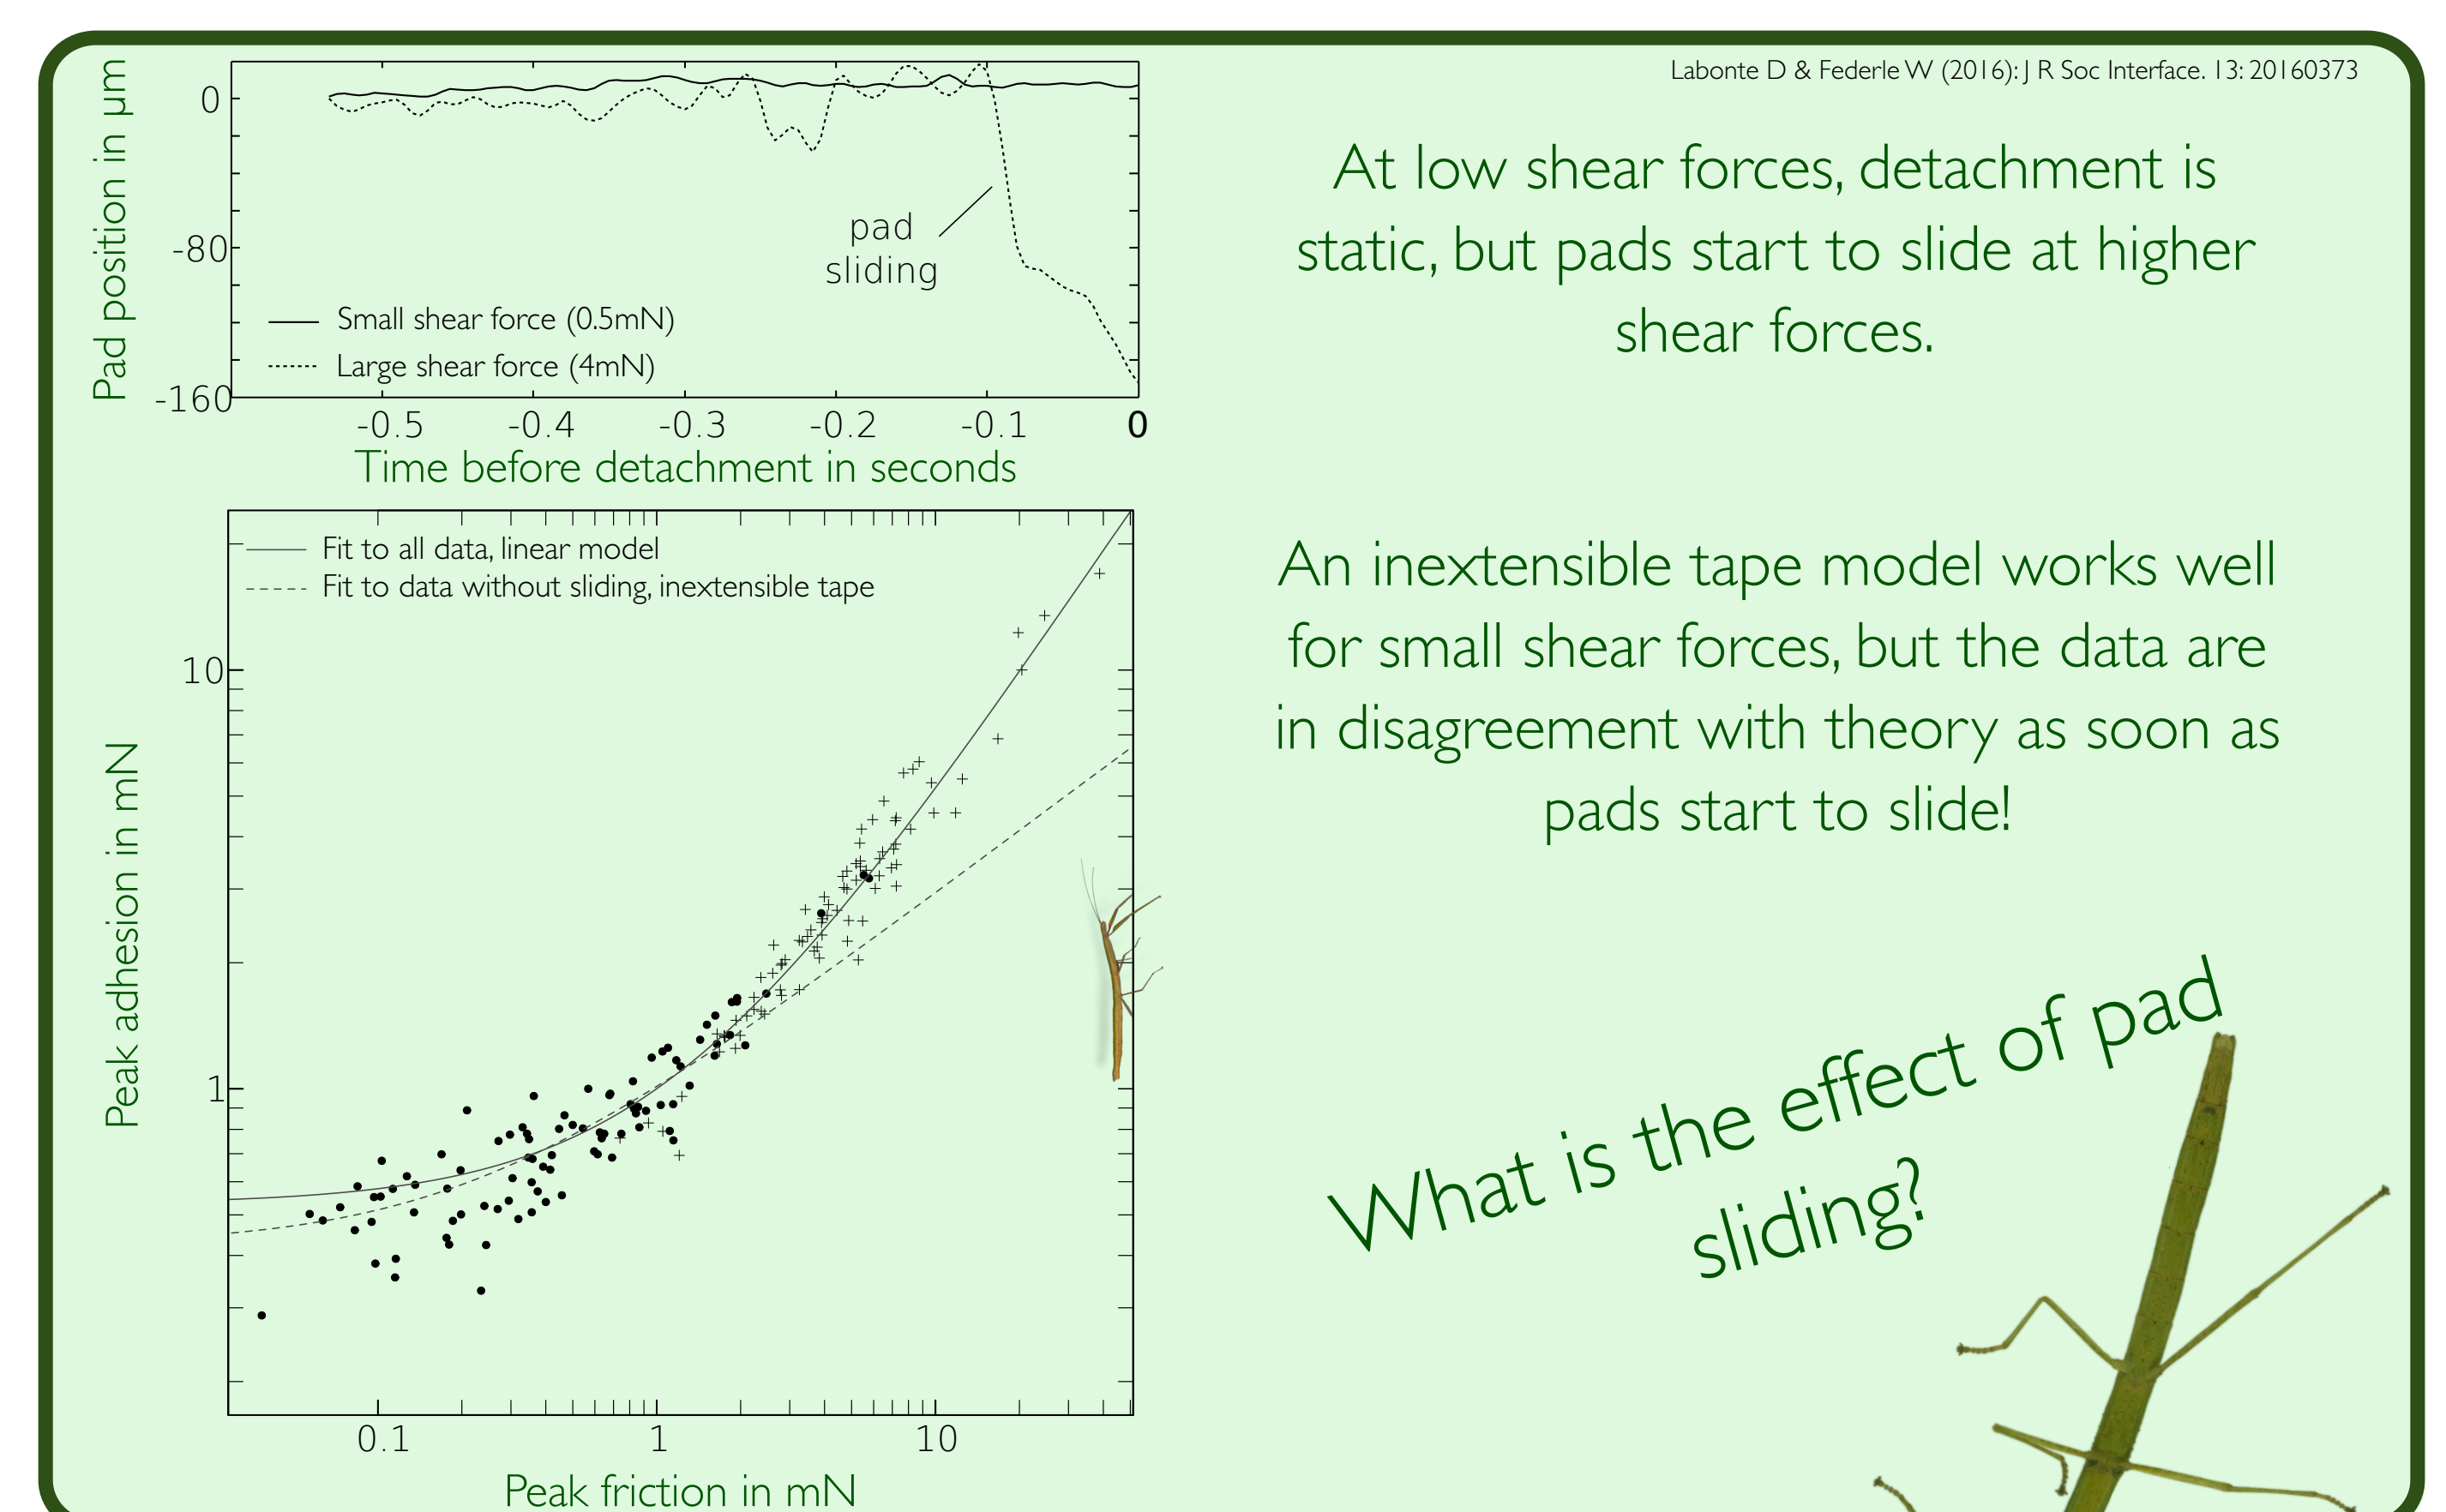 Labonte D & Federle W (2016): J R Soc Interface. 13: 20160373
Pad position in µm
0
-80
-160
pad
sliding
Small shear force (0.5mN)
Large shear force (4mN)
-0.5 -0.4 -0.3 -0.2 -0.1 0
Time before detachment in seconds
At low shear forces, detachment is
static, but pads start to slide at higher
shear forces.
Fit to all data, linear model
Fit to data without sliding, inextensible tape
Peak adhesion in mN
10
1
0.1 1 10
Peak friction in mN
An inextensible tape model works well
for small shear forces, but the data are
in disagreement with theory as soon as
pads start to slide!
What is the effect of pad
sliding?